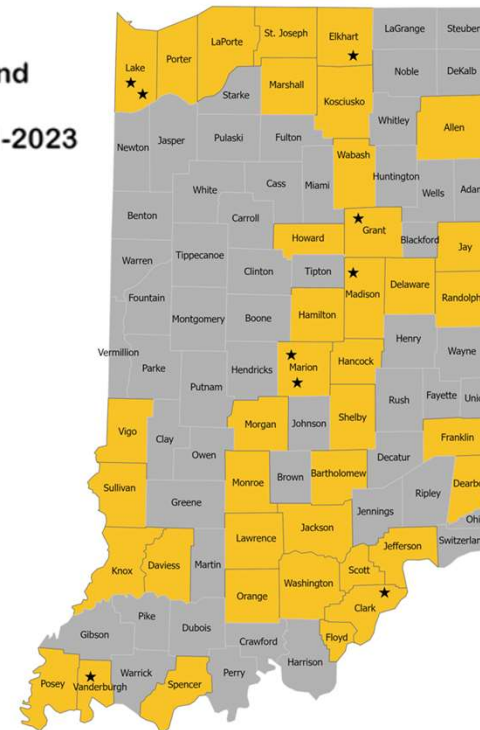 nd
-2023
St. Joseph
Elkhart
LaGrange
Steuber
Porter
LaPorte
Lake
Noble
DeKalb
Marshall
Starke
Kosciusko
Whitley
Allen
Newton
Jasper
Pulaski
Fulton
Wabash
Huntington
White
Cass
Miami
Wells
Adar
Benton
Carroll
Grant
Blackford
Howard
Jay
Warren
Tippecanoe
Clinton
Tipton
Madison
Delaware
Randolph
Fountain
Montgomery
Boone
Hamilton
Henry
Vermillion
Parke
Hendricks
Marion
Hancock
Wayne
Putnam
Rush
Fayette
Unio
Vigo
Clay
Morgan
Johnson
Shelby
Franklin
Owen
Decatur
Sullivan
Monroe
Brown
Bartholomew
Dearbo
Greene
Jennings
Ripley
Ohi
Lawrence
Jackson
Jefferson
Switzerlan
Knox
Daviess
Martin
Washington
Scott
Orange
Clark
Pike
Dubois
Gibson
Crawford
Floyd
Harrison
Posey
Vanderburgh
Warrick
Spencer
Perry